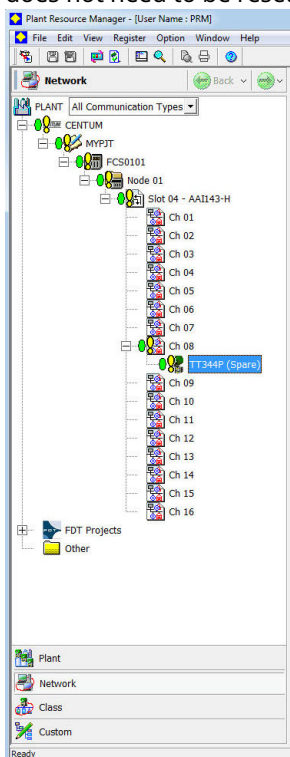 does not need to be rese
Plant Resource Manager - [User Name : PRM]
File Edit View Register Option Window Help
Network Back
PLANT All Communication Types
CENTUM
MYPJT
FCS0101
Node 01
Slot 04 - AAI143-H
Ch 01
Ch 02
Ch 03
Ch 04
Ch 05
Ch 06
Ch 07
Ch 08
TT344P (Spare)
Ch 09
Ch 10
Ch 11
Ch 12
Ch 13
Ch 14
Ch 15
Ch 16
FDT Projects
Other
Plant
Network
Class
Custom
Ready